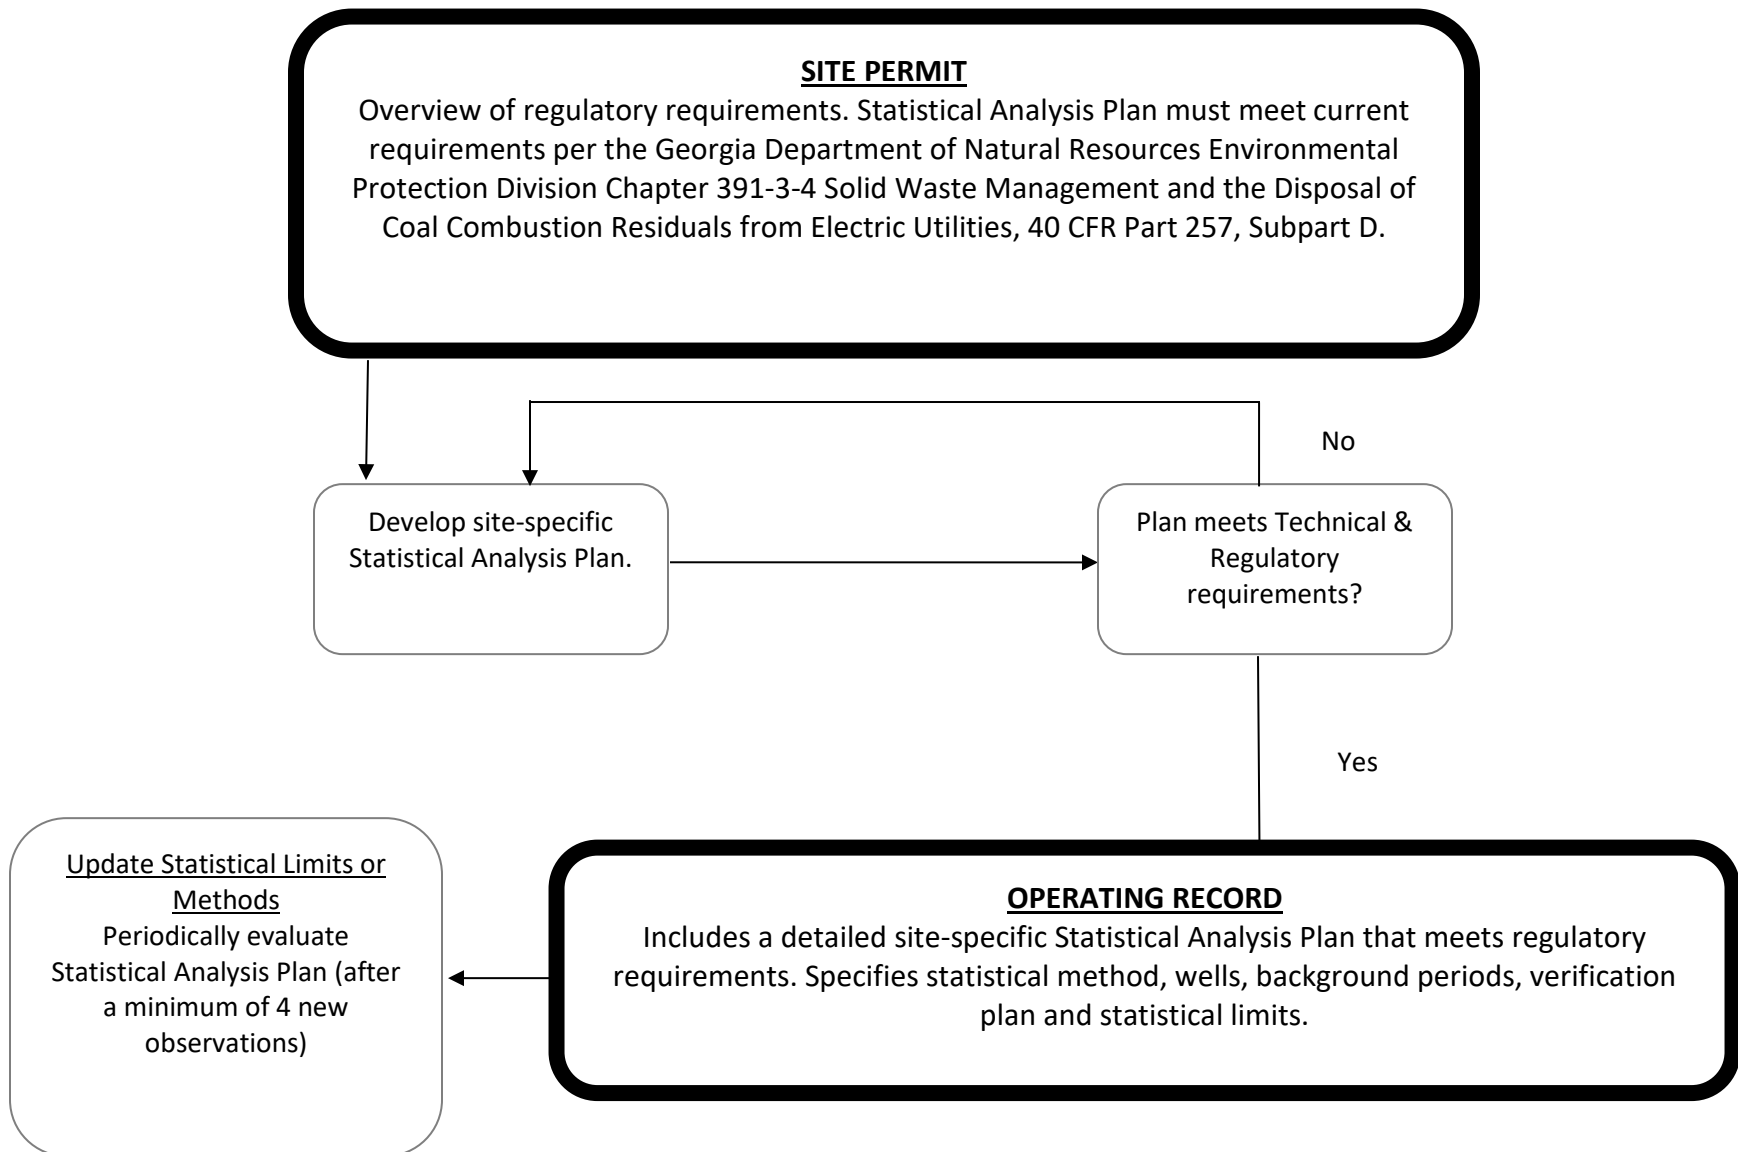 SITE PERMIT
Overview of regulatory requirements. Statistical Analysis Plan must meet current
requirements per the Georgia Department of Natural Resources Environmental
Protection Division Chapter 391-3-4 Solid Waste Management and the Disposal of
Coal Combustion Residuals from Electric Utilities, 40 CFR Part 257, Subpart D.
No
Develop site-specific
Statistical Analysis Plan.
Plan meets Technical &
Regulatory
requirements?
Yes
Update Statistical Limits or
Methods
Periodically evaluate
Statistical Analysis Plan (after
a minimum of 4 new
observations)
OPERATING RECORD
Includes a detailed site-specific Statistical Analysis Plan that meets regulatory
requirements. Specifies statistical method, wells, background periods, verification
plan and statistical limits.